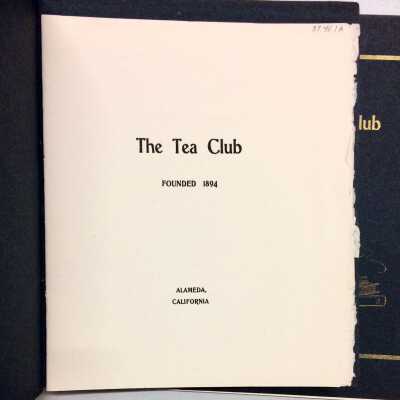 The Tea Club
FOUNDED 1894
ALAMEDA,
CALIFORNIA
lub